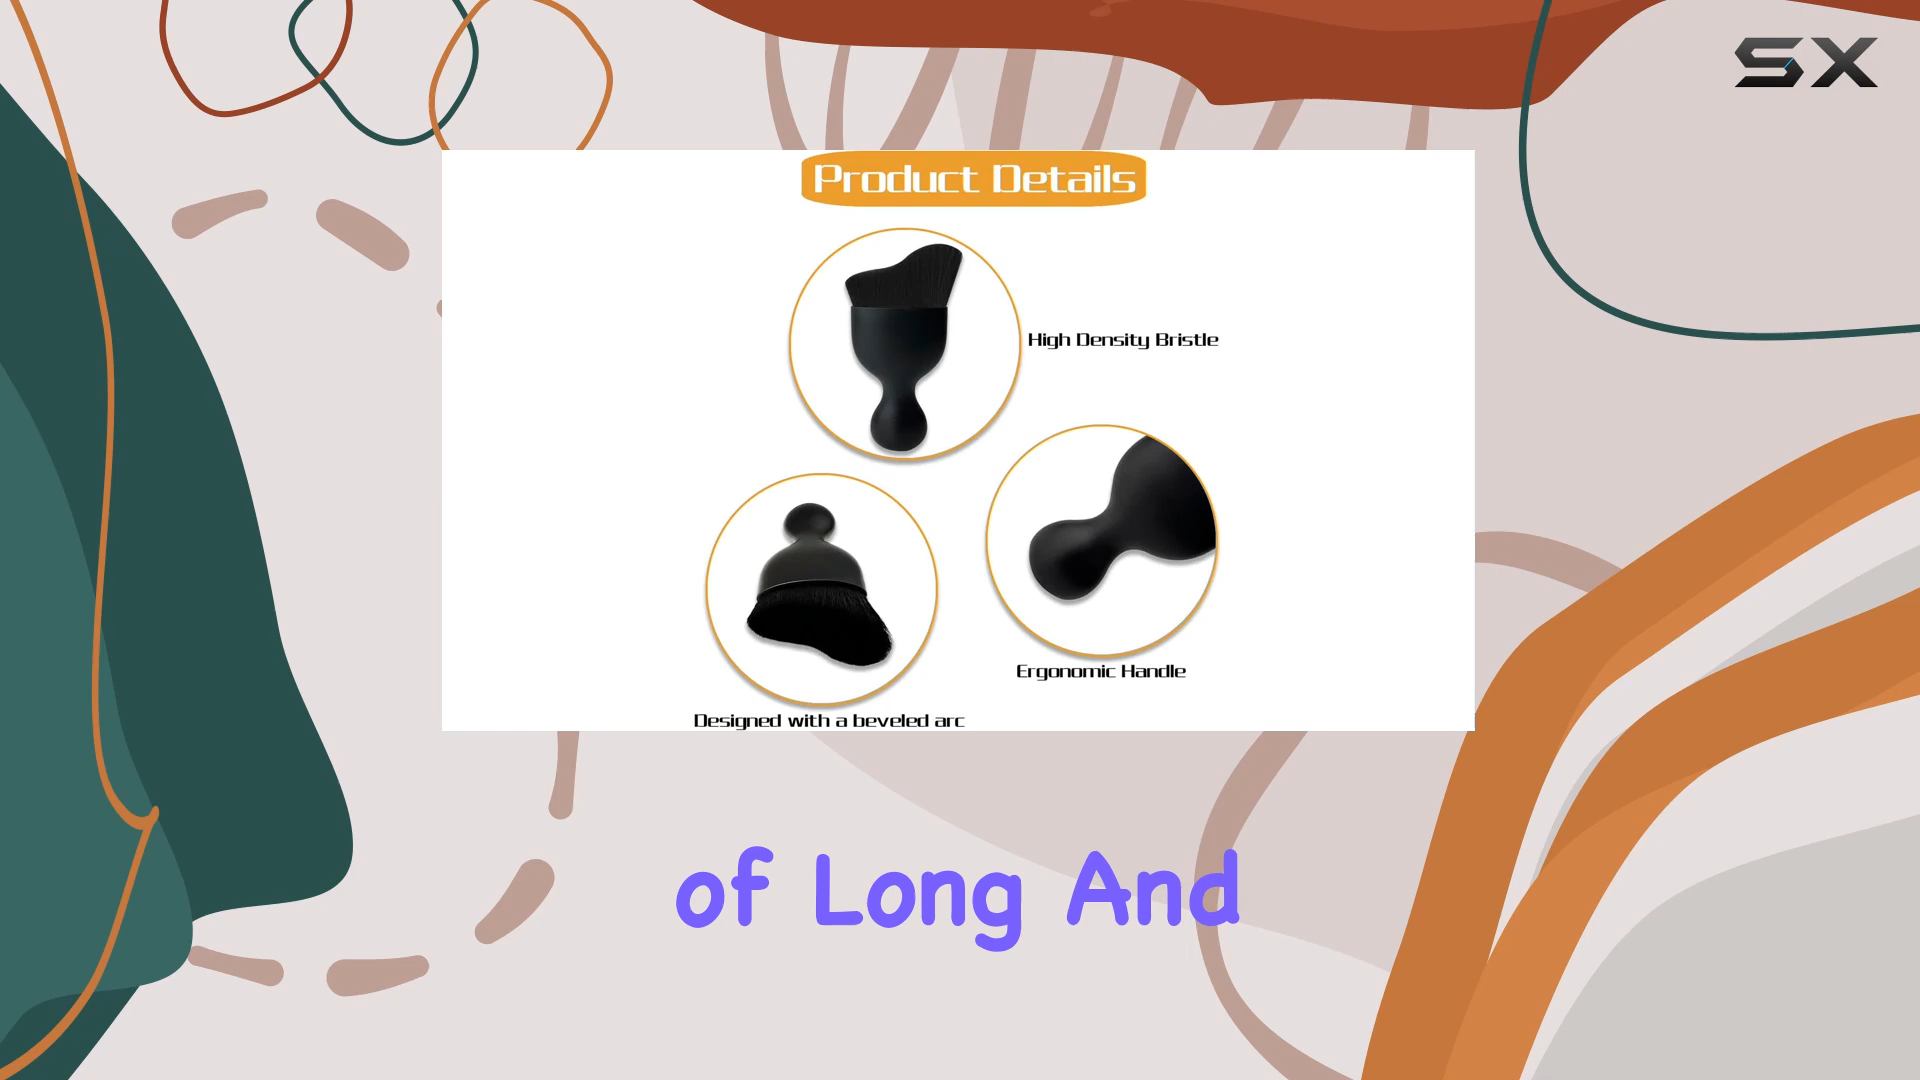 SX
Product Details
High Density Bristle
Ergonomic Handle
Designed with a beveled arc
of Long And